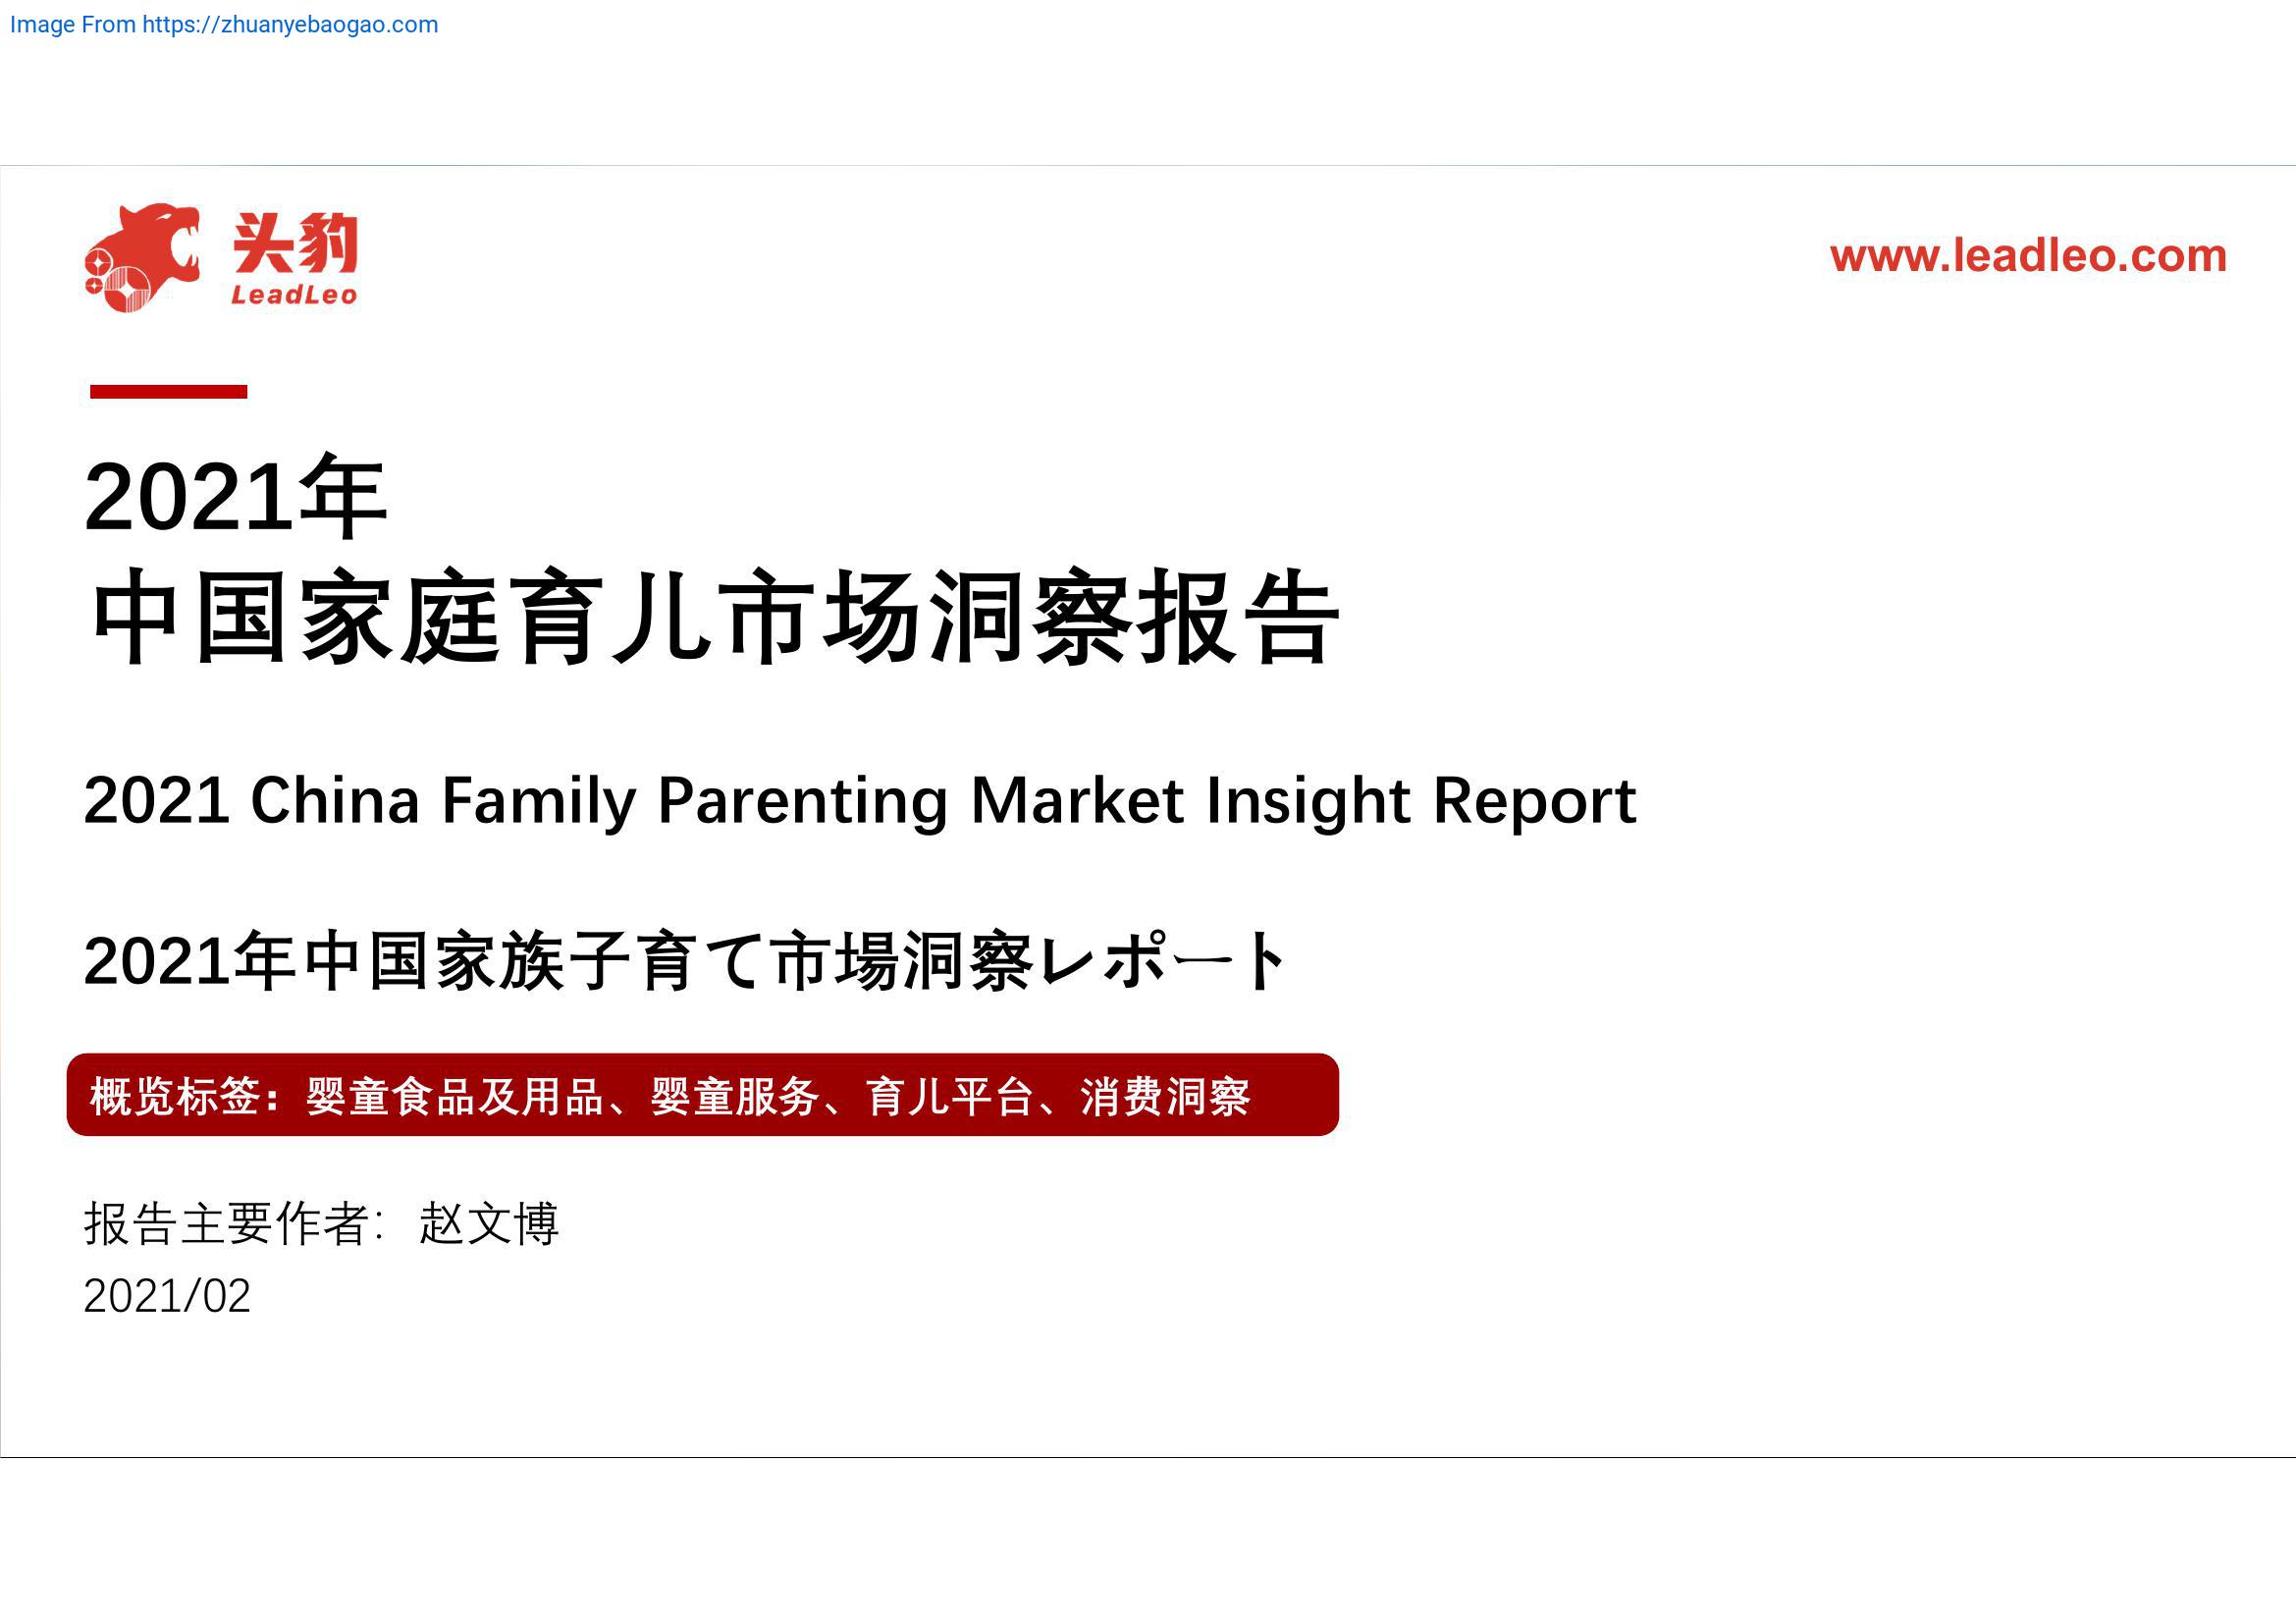 Image From https://zhuanyebaogao.com
头豹
LeadLeo
www.leadleo.com
2021年
中国家庭育儿市场洞察报告
2021 China Family Parenting Market Insight Report
2021年中国家族子育て市場洞察レポート
概览标签：婴童食品及用品、婴童服务、育儿平台、消费洞察
报告主要作者：赵文博
2021/02